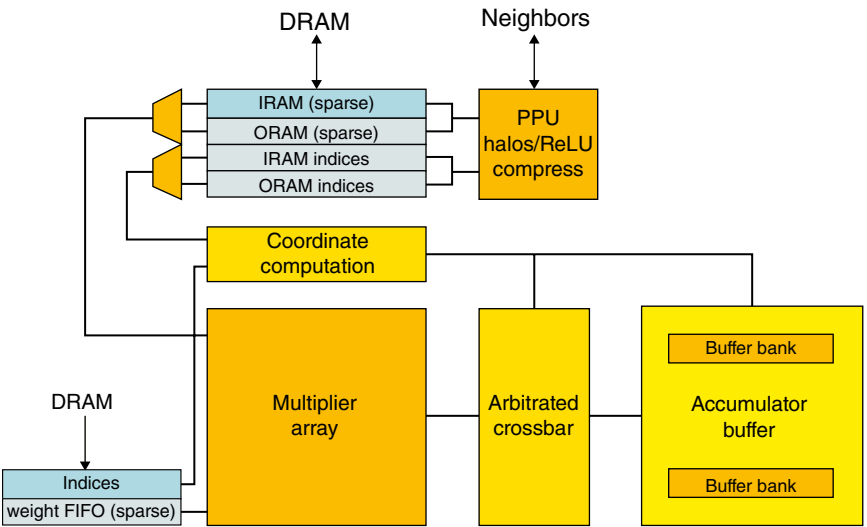 DRAM
Neighbors
IRAM (sparse)
ORAM (sparse)
IRAM indices
ORAM indices
PPU
halos/ReLU
compress
Coordinate
computation
DRAM
Indices
weight FIFO (sparse)
Multiplier
array
Arbitrated
crossbar
Buffer bank
Accumulator
buffer
Buffer bank